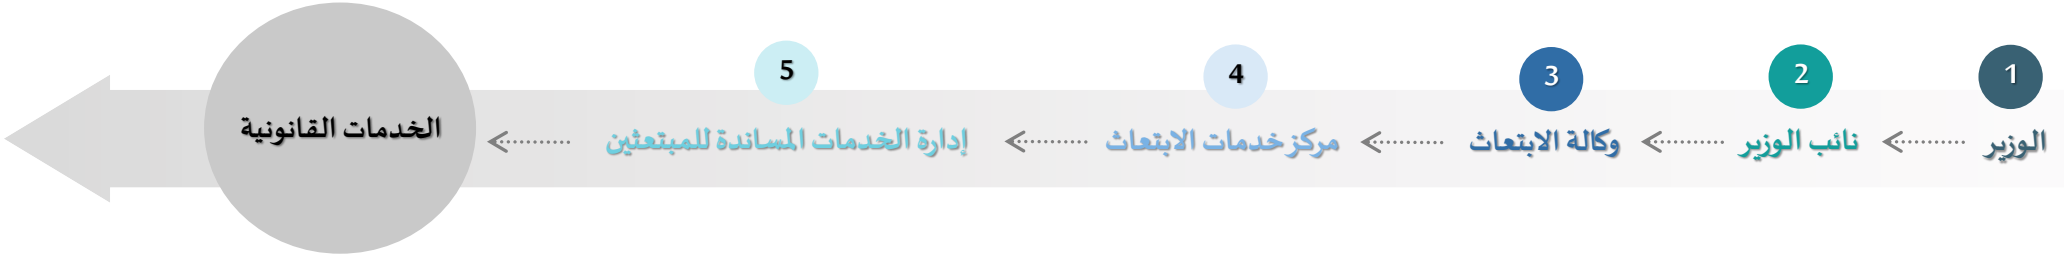 1
الوزير
2
نائب الوزير
3
وكالة الابتعاث
4
مركز خدمات الابتعاث
5
إدارة الخدمات المساندة للمبتعثين
الخدمات القانونية